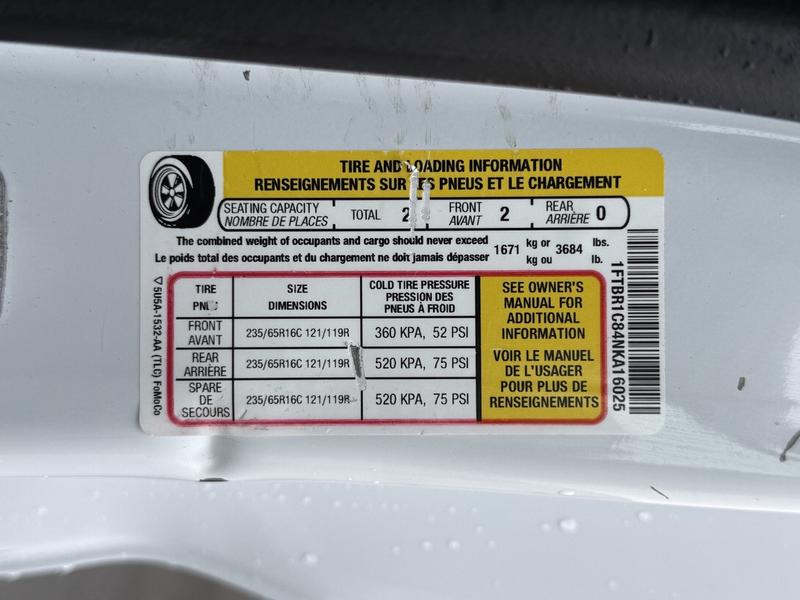 TIRE AND LOADING INFORMATION
RENSEIGNEMENTS SUR LES PNEUS ET LE CHARGEMENT
SEATING CAPACITY
NOMBRE DE PLACES
TOTAL 2
FRONT
AVANT 2
REAR
ARRIÈRE 0
The combined weight of occupants and cargo should never exceed
Le poids total des occupants et du chargement ne doit jamais dépasser
1671 kg or 3684 lbs.
kg ou lb.
TIRE
PNEUS
SIZE
DIMENSIONS
COLD TIRE PRESSURE
PRESSION DES
PNEUS À FROID
FRONT
AVANT
235/65R16C 121/119R
360 KPA, 52 PSI
REAR
ARRIÈRE
235/65R16C 121/119R
520 KPA, 75 PSI
SPARE
DE
SECOURS
235/65R16C 121/119R
520 KPA, 75 PSI
SEE OWNER'S
MANUAL FOR
ADDITIONAL
INFORMATION
VOIR LE MANUEL
DE L'USAGER
POUR PLUS DE
RENSEIGNEMENTS
1FTBR1C84NKA16025
5U5A-1532-AA (TLC) FoMoCo